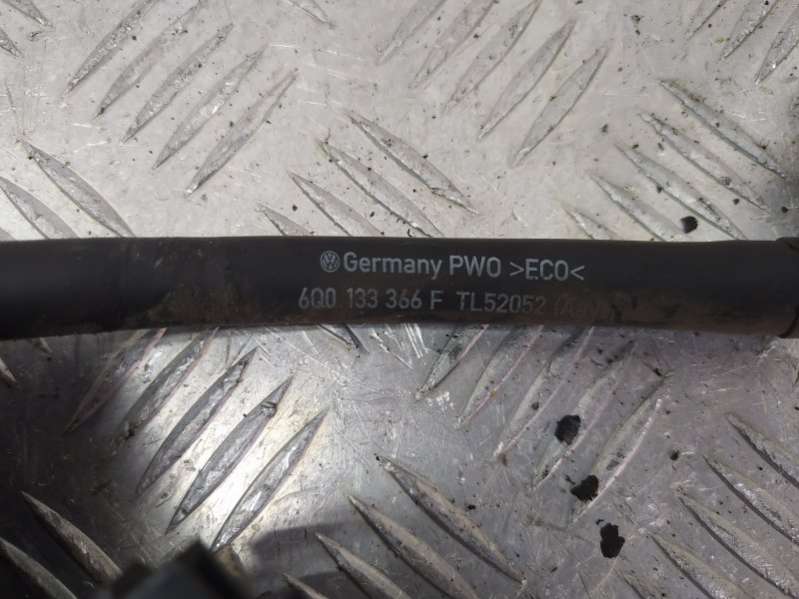 Germany PWO >ECO<
6Q0 133 366 F TL52052